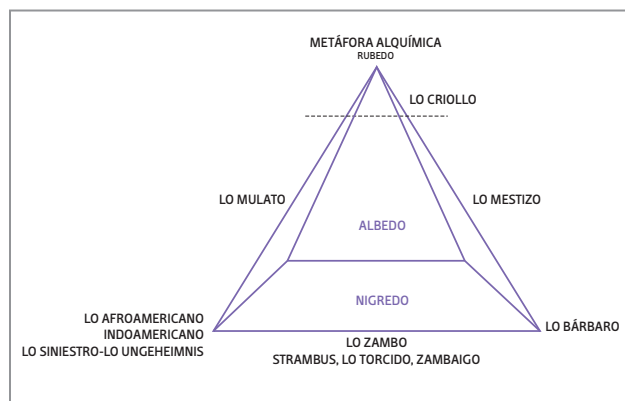 METÁFORA ALQUÍMICA
RUBEDO
LO CRIOLLO
LO MULATO
LO MESTIZO
ALBEDO
NIGREDO
LO AFROAMERICANO
INDOAMERICANO
LO SINIESTRO-LO UNGEHEIMNIS
LO BÁRBARO
LO ZAMBO
STRAMBUS, LO TORCIDO, ZAMBAIGO